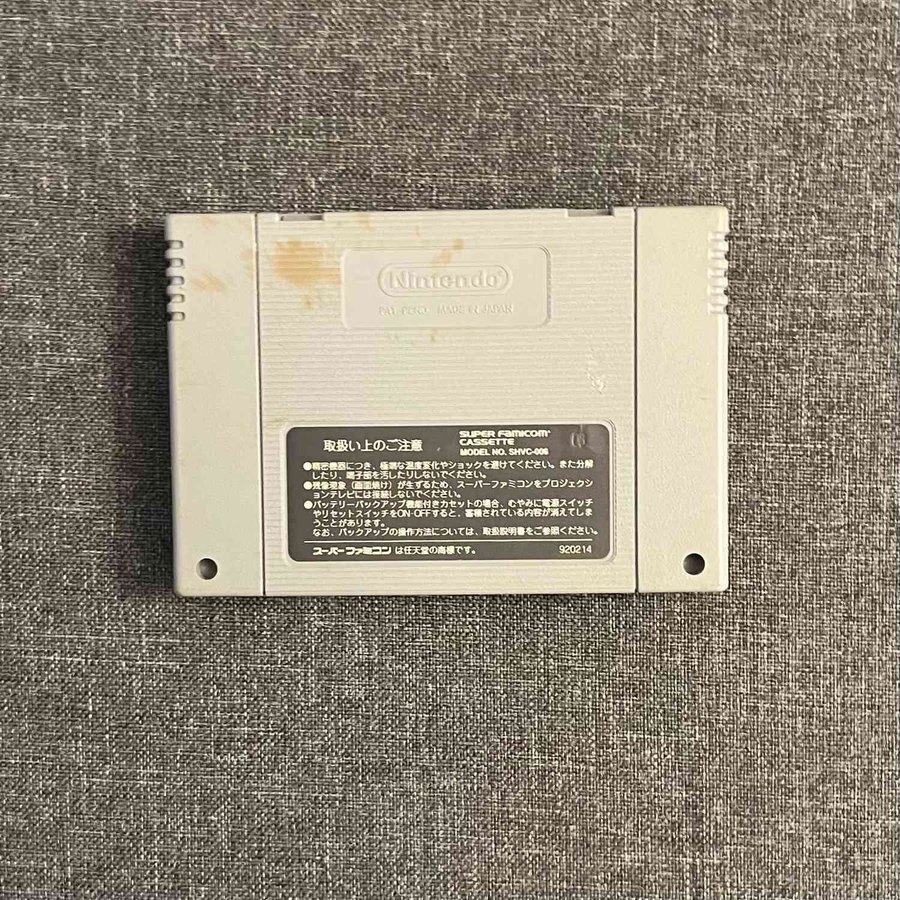 Nintendo
PAT. PEND. MADE IN JAPAN
取扱い上のご注意
SUPER FAMICOM
CASSETTE
MODEL NO. SHVC-006
●精密機器につき、極端な温度変化やショックを避けてください。また分解
したり、端子部を汚したりしないでください。
●残像現象(画面焼け)が生ずるため、スーパーファミコンをプロジェクシ
ョンテレビには接続しないでください。
●バッテリーバックアップ機能付きカセットの場合、むやみに電源スイッチ
やリセットスイッチをON-OFFすると、蓄積されている内容が消えてしま
うことがあります。
なお、バックアップの操作方法については、取扱説明書をご参照ください。
スーパーファミコンは任天堂の商標です。 920214